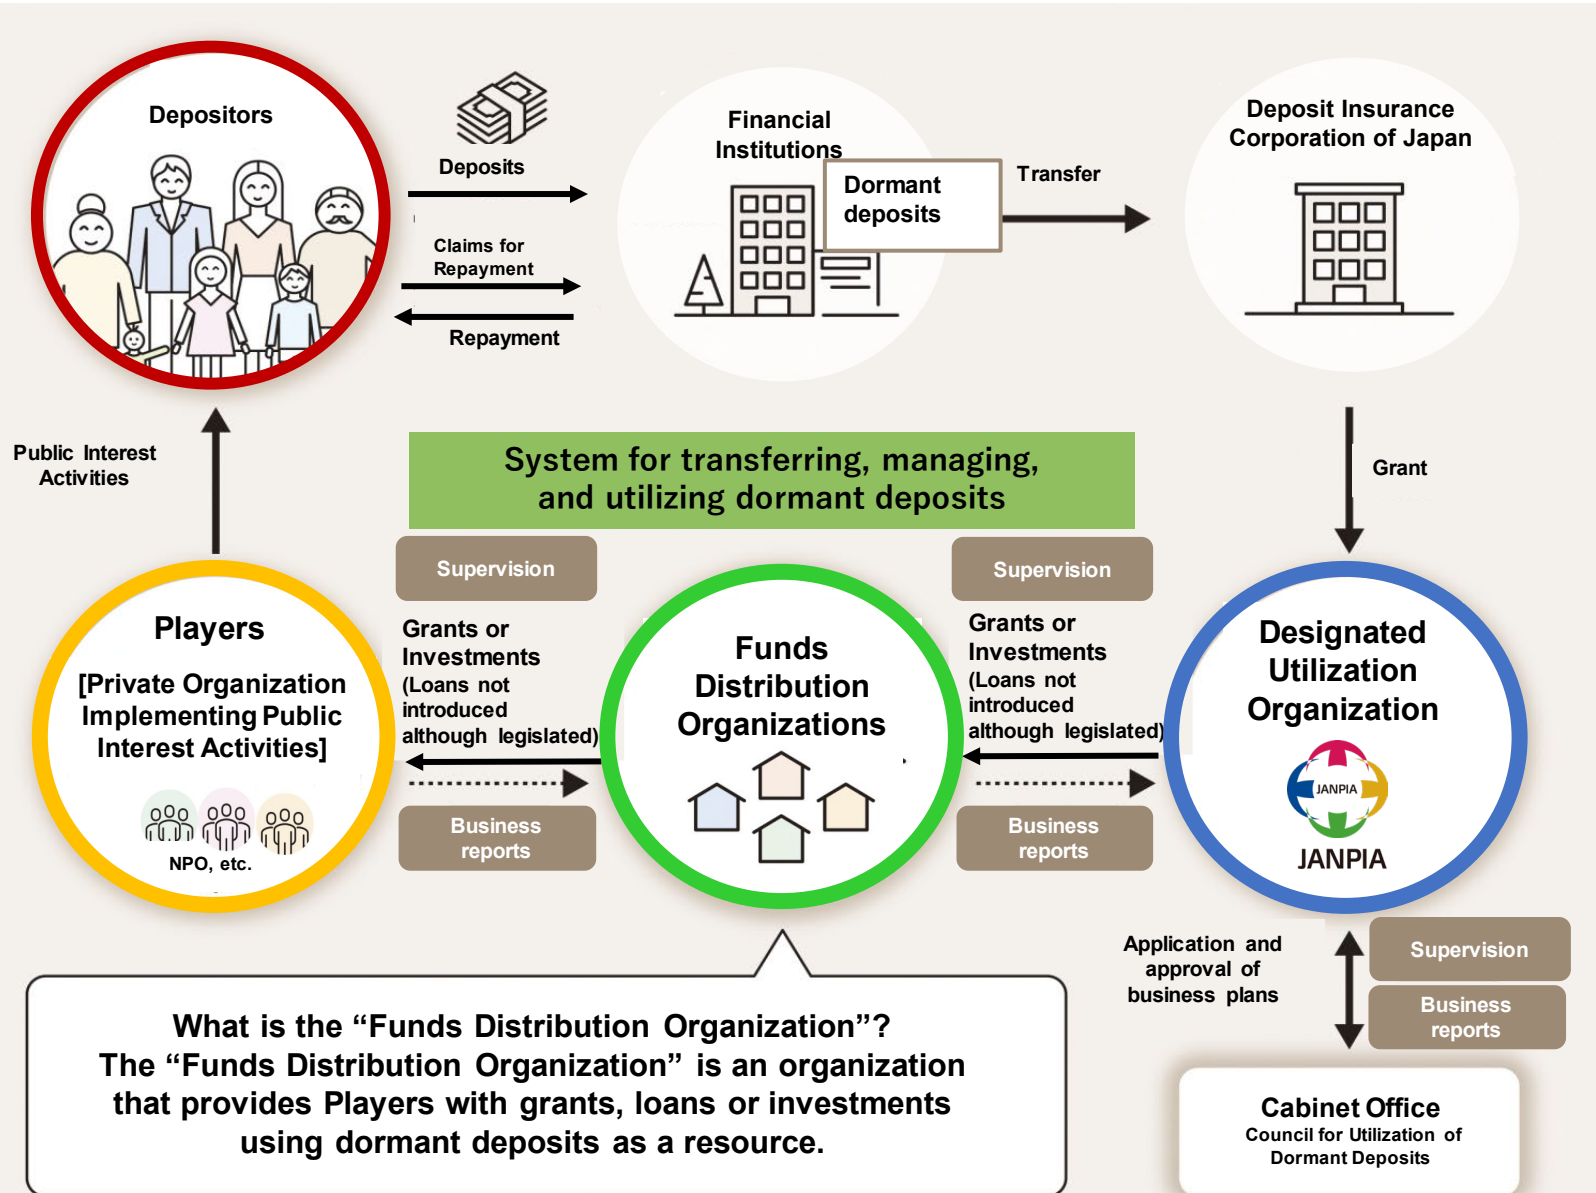 Depositors
Deposits
Claims for
Repayment
Repayment
Financial
Institutions
Dormant
deposits
Transfer
Deposit Insurance
Corporation of Japan
Public Interest
Activities
System for transferring, managing,
and utilizing dormant deposits
Grant
Players
[Private Organization
Implementing Public
Interest Activities]
NPO, etc.
Supervision
Grants or
Investments
(Loans not
introduced
although legislated)
Business
reports
Funds
Distribution
Organizations
Supervision
Grants or
Investments
(Loans not
introduced
although legislated)
Business
reports
Designated
Utilization
Organization
JANPIA
JANPIA
Application and
approval of
business plans
Supervision
Business
reports
What is the “Funds Distribution Organization”?
The “Funds Distribution Organization” is an organization
that provides Players with grants, loans or investments
using dormant deposits as a resource.
Cabinet Office
Council for Utilization of
Dormant Deposits